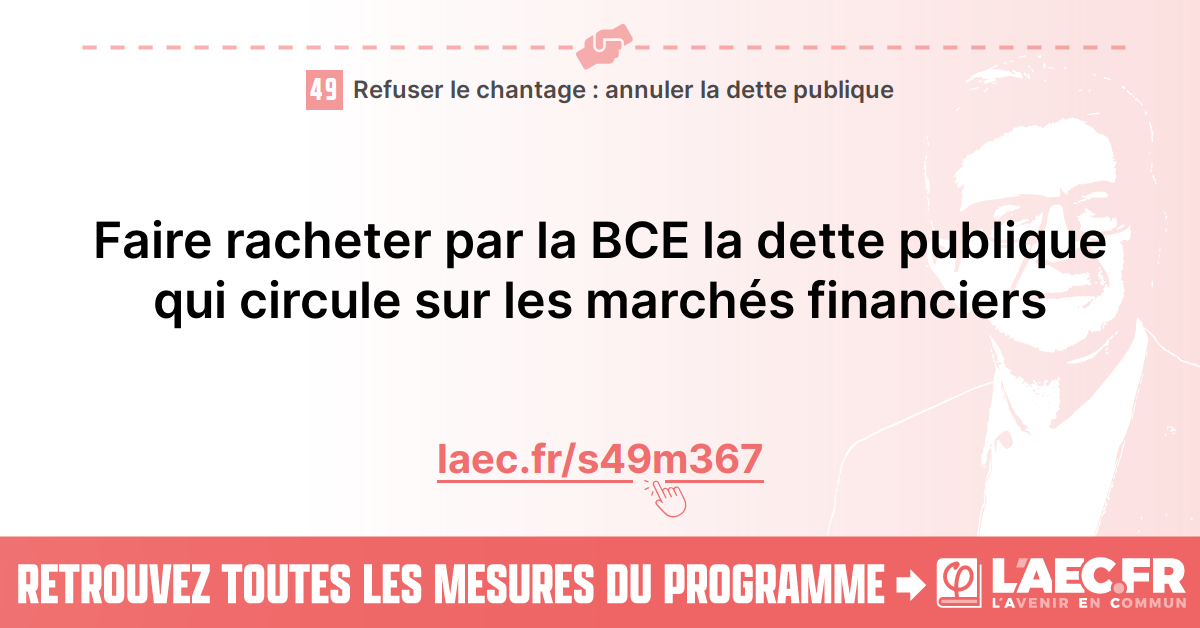 49 Refuser le chantage : annuler la dette publique
Faire racheter par la BCE la dette publique
qui circule sur les marchés financiers
laec.fr/s49m367
RETROUVEZ TOUTES LES MESURES DU PROGRAMME
L'AEC.FR
L'AVENIR EN COMMUN